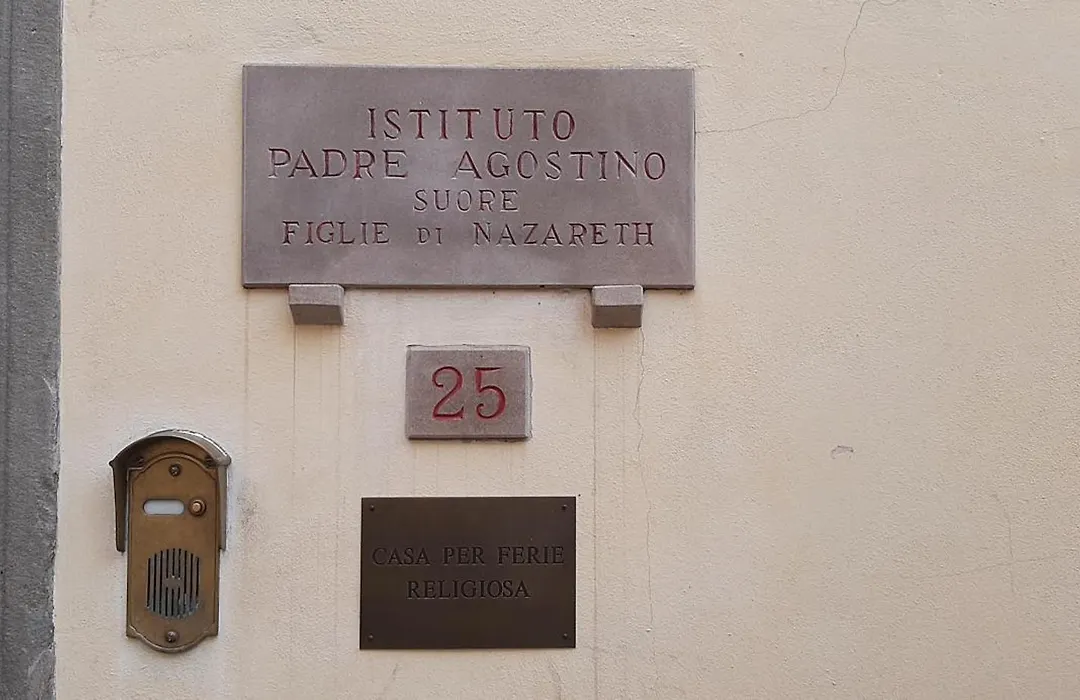 ISTITUTO
PADRE AGOSTINO
SUORE
FIGLIE DI NAZARETH
25
CASA PER FERIE
RELIGIOSA